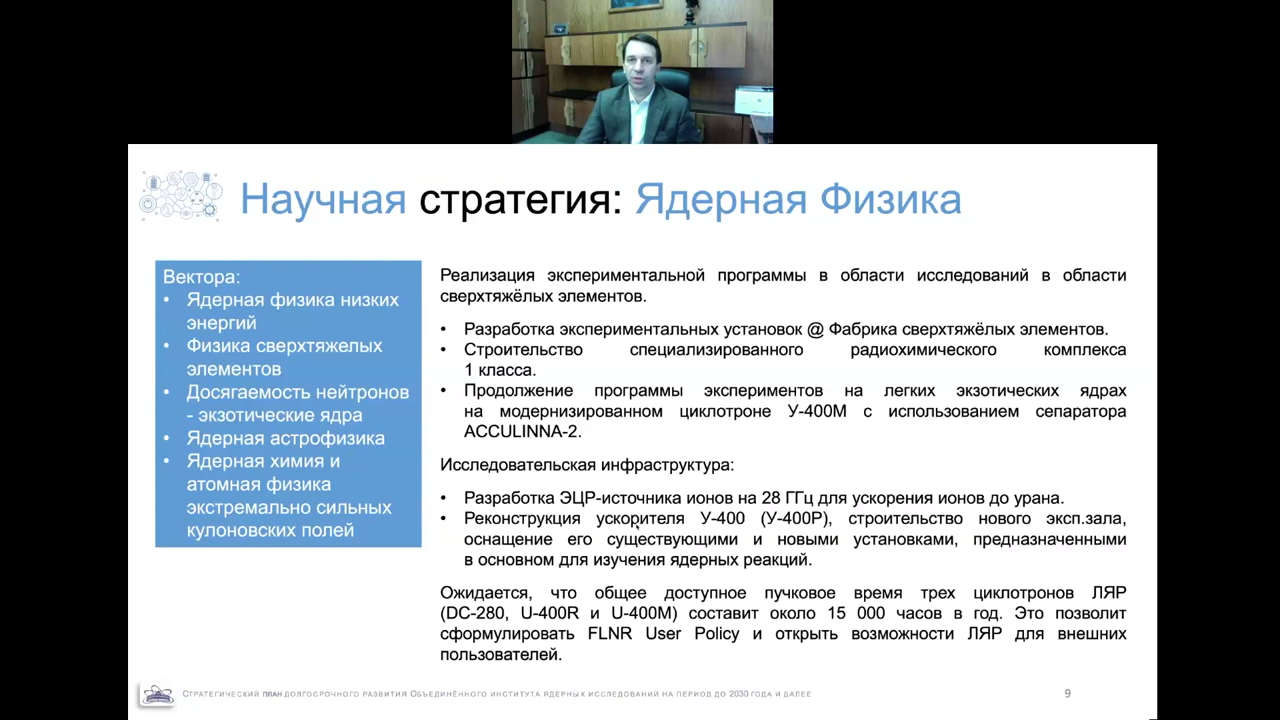 Научная стратегия: Ядерная Физика
Вектора:
• Ядерная физика низких
энергий
• Физика сверхтяжелых
элементов
• Досягаемость нейтронов
- экзотические ядра
• Ядерная астрофизика
• Ядерная химия и
атомная физика
экстремально сильных
кулоновских полей
Реализация экспериментальной программы в области исследований в области
сверхтяжёлых элементов.
• Разработка экспериментальных установок @ Фабрика сверхтяжёлых элементов.
• Строительство специализированного радиохимического комплекса
1 класса.
• Продолжение программы экспериментов на легких экзотических ядрах
на модернизированном циклотроне У-400М с использованием сепаратора
ACCULINNA-2.
Исследовательская инфраструктура:
• Разработка ЭЦР-источника ионов на 28 ГГц для ускорения ионов до урана.
• Реконструкция ускорителя У-400 (У-400Р), строительство нового эксп.зала,
оснащение его существующими и новыми установками, предназначенными
в основном для изучения ядерных реакций.
Ожидается, что общее доступное пучковое время трех циклотронов ЛЯР
(DC-280, U-400R и U-400M) составит около 15 000 часов в год. Это позволит
сформулировать FLNR User Policy и открыть возможности ЛЯР для внешних
пользователей.
Стратегический план долгосрочного развития Объединённого института ядерных исследований на период до 2030 года и далее
9